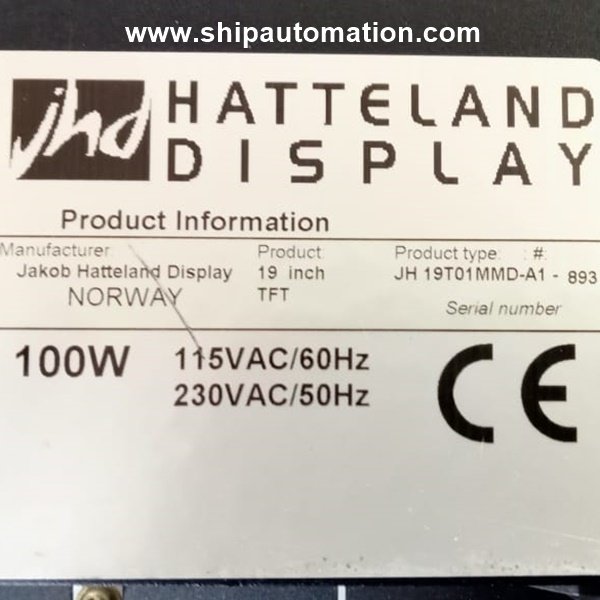 www.shipautomation.com
jhd HATTELAND
DISPLAY
Product Information
Manufacturer: Product: Product type: :#:
Jakob Hatteland Display 19 inch JH 19T01MMD-A1 - 893
NORWAY TFT Serial number
100W 115VAC/60Hz CE
230VAC/50Hz